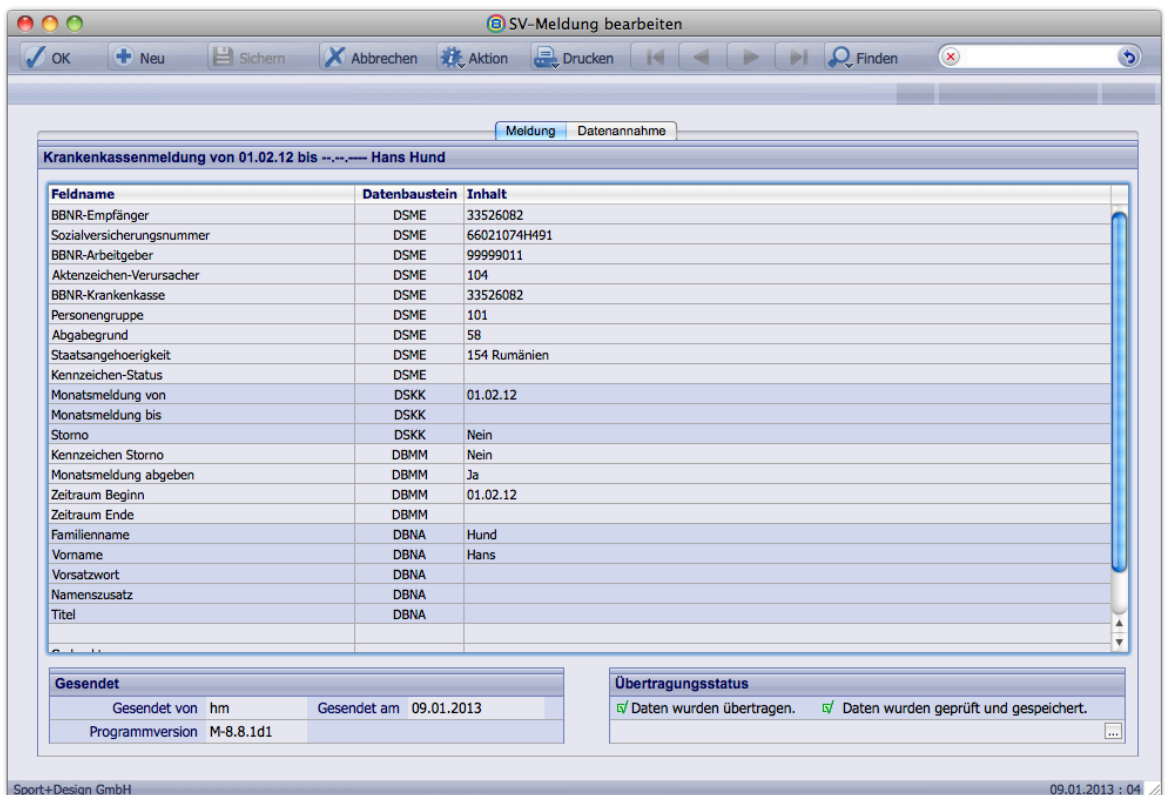 SV-Meldung bearbeiten
OK Neu Sichern Abbrechen Aktion Drucken Finden
Meldung Datenannahme
Krankenkassenmeldung von 01.02.12 bis --.--.---- Hans Hund
Feldname Datenbaustein Inhalt
BBNR-Empfänger DSME 33526082
Sozialversicherungsnummer DSME 66021074H491
BBNR-Arbeitgeber DSME 99999011
Aktenzeichen-Verursacher DSME 104
BBNR-Krankenkasse DSME 33526082
Personengruppe DSME 101
Abgabegrund DSME 58
Staatsangehoerigkeit DSME 154 Rumänien
Kennzeichen-Status DSME
Monatsmeldung von DSKK 01.02.12
Monatsmeldung bis DSKK
Storno DSKK Nein
Kennzeichen Storno DBMM Nein
Monatsmeldung abgeben DBMM Ja
Zeitraum Beginn DBMM 01.02.12
Zeitraum Ende DBMM
Familienname DBNA Hund
Vorname DBNA Hans
Vorsatzwort DBNA
Namenszusatz DBNA
Titel DBNA
Gesendet
Gesendet von hm Gesendet am 09.01.2013
Programmversion M-8.8.1d1
Übertragungsstatus
Daten wurden übertragen. Daten wurden geprüft und gespeichert.
...
Sport+Design GmbH 09.01.2013 : 04